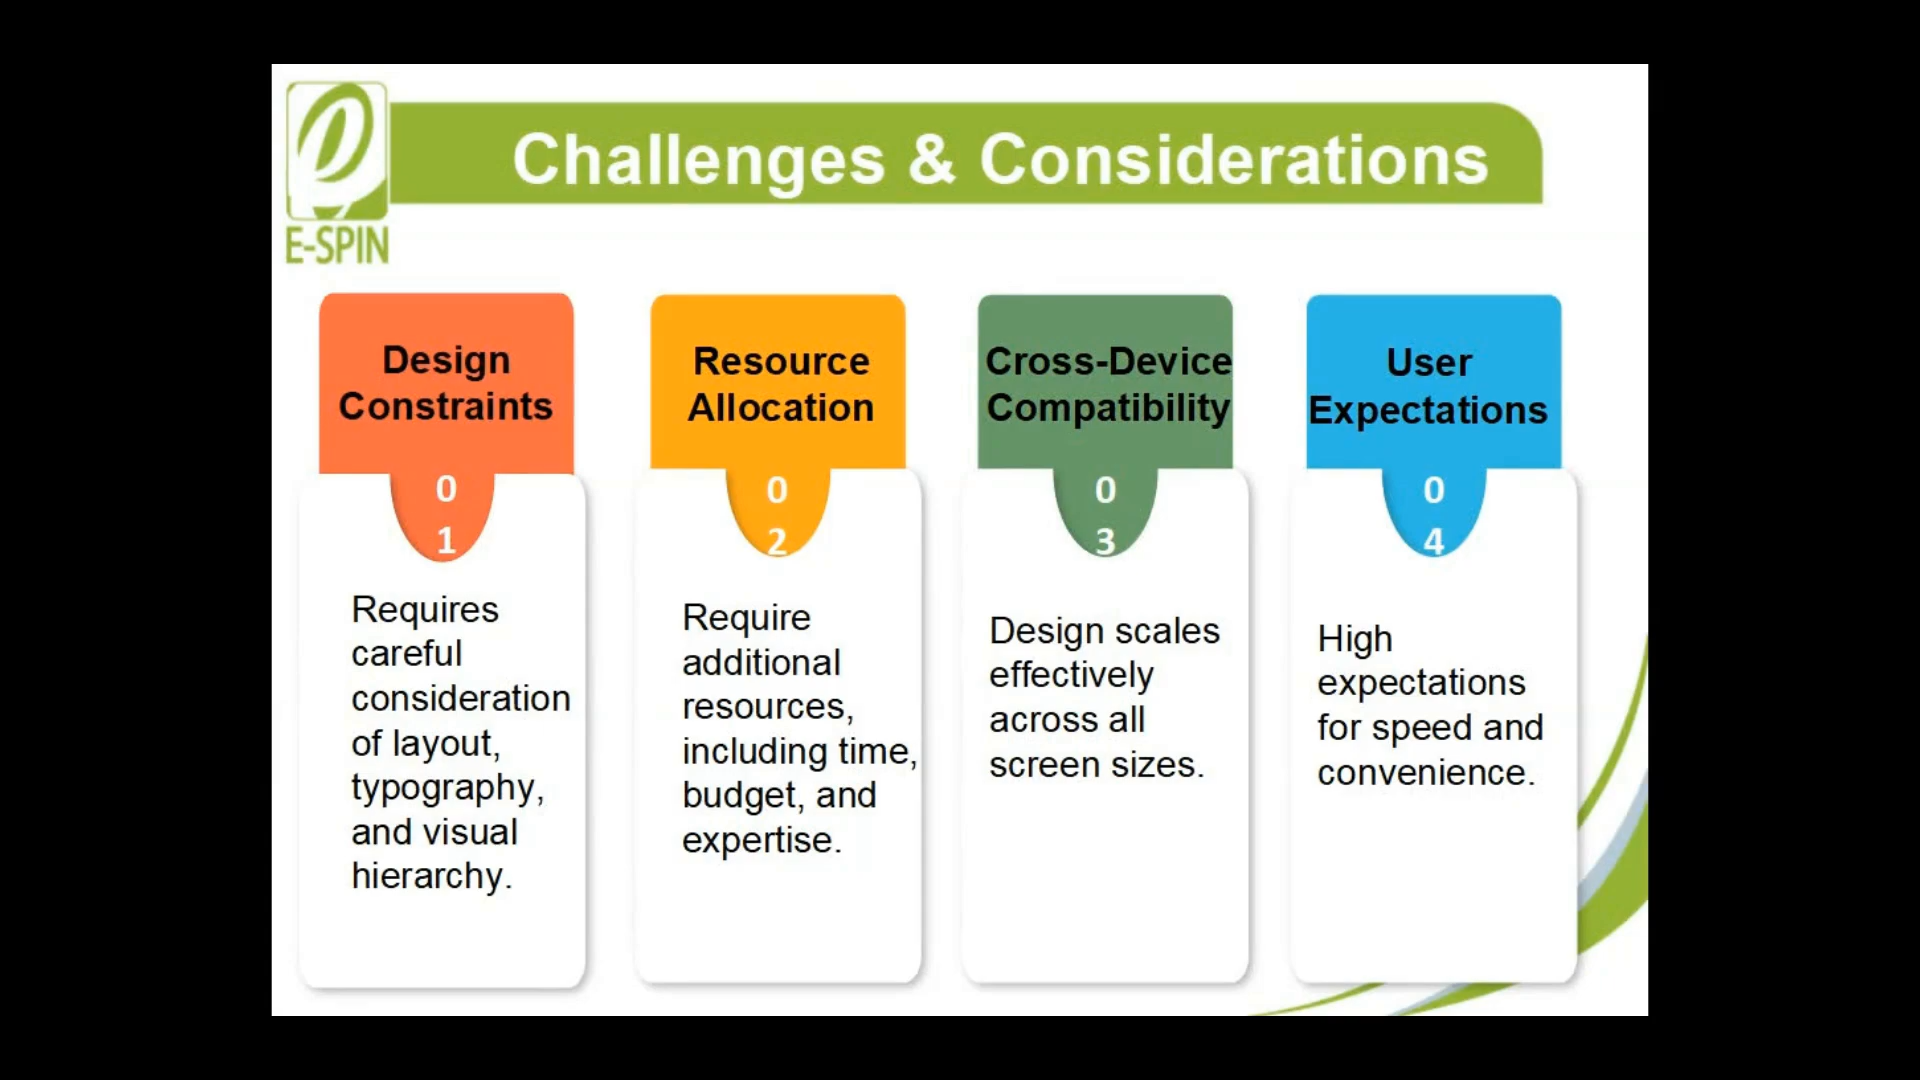 Challenges & Considerations
E-SPIN
Design
Constraints
0
1
Requires
careful
consideration
of layout,
typography,
and visual
hierarchy.
Resource
Allocation
0
2
Require
additional
resources,
including time,
budget, and
expertise.
Cross-Device
Compatibility
0
3
Design scales
effectively
across all
screen sizes.
User
Expectations
0
4
High
expectations
for speed and
convenience.